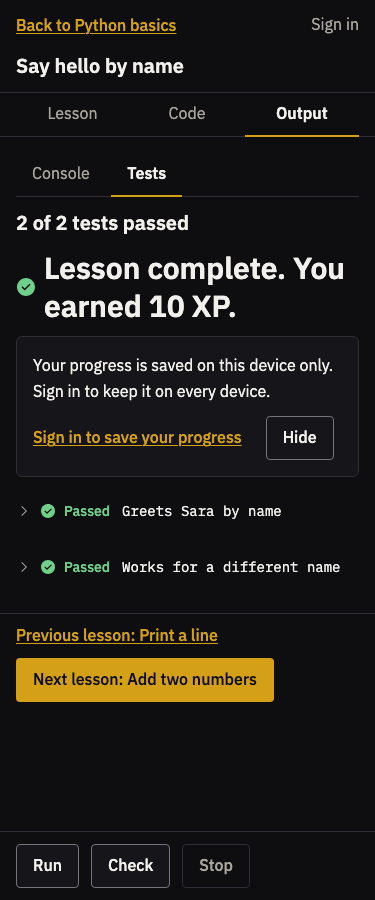 Back to Python basics
Sign in
Say hello by name
Lesson
Code
Output
Console
Tests
2 of 2 tests passed
Lesson complete. You
earned 10 XP.
Your progress is saved on this device only.
Sign in to keep it on every device.
Sign in to save your progress
Hide
Passed Greets Sara by name
Passed Works for a different name
Previous lesson: Print a line
Next lesson: Add two numbers
Run
Check
Stop